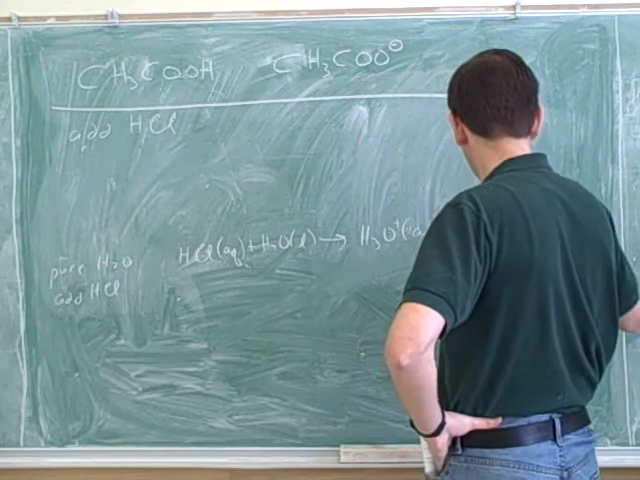 CH₃COOH CH₃COO⊖
add HCl
HCl(aq) + H₂O(l) → H₃O⁺(a
pure H₂O
add HCl